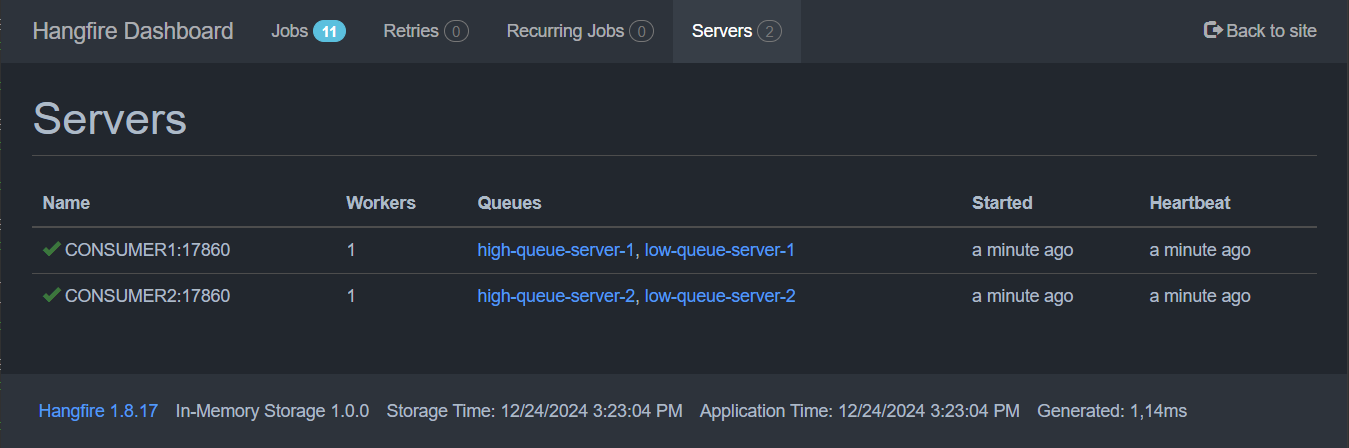 Hangfire Dashboard Jobs 11 Retries 0 Recurring Jobs 0 Servers 2 Back to site
Servers
Name Workers Queues Started Heartbeat
CONSUMER1:17860 1 high-queue-server-1, low-queue-server-1 a minute ago a minute ago
CONSUMER2:17860 1 high-queue-server-2, low-queue-server-2 a minute ago a minute ago
Hangfire 1.8.17 In-Memory Storage 1.0.0 Storage Time: 12/24/2024 3:23:04 PM Application Time: 12/24/2024 3:23:04 PM Generated: 1,14ms